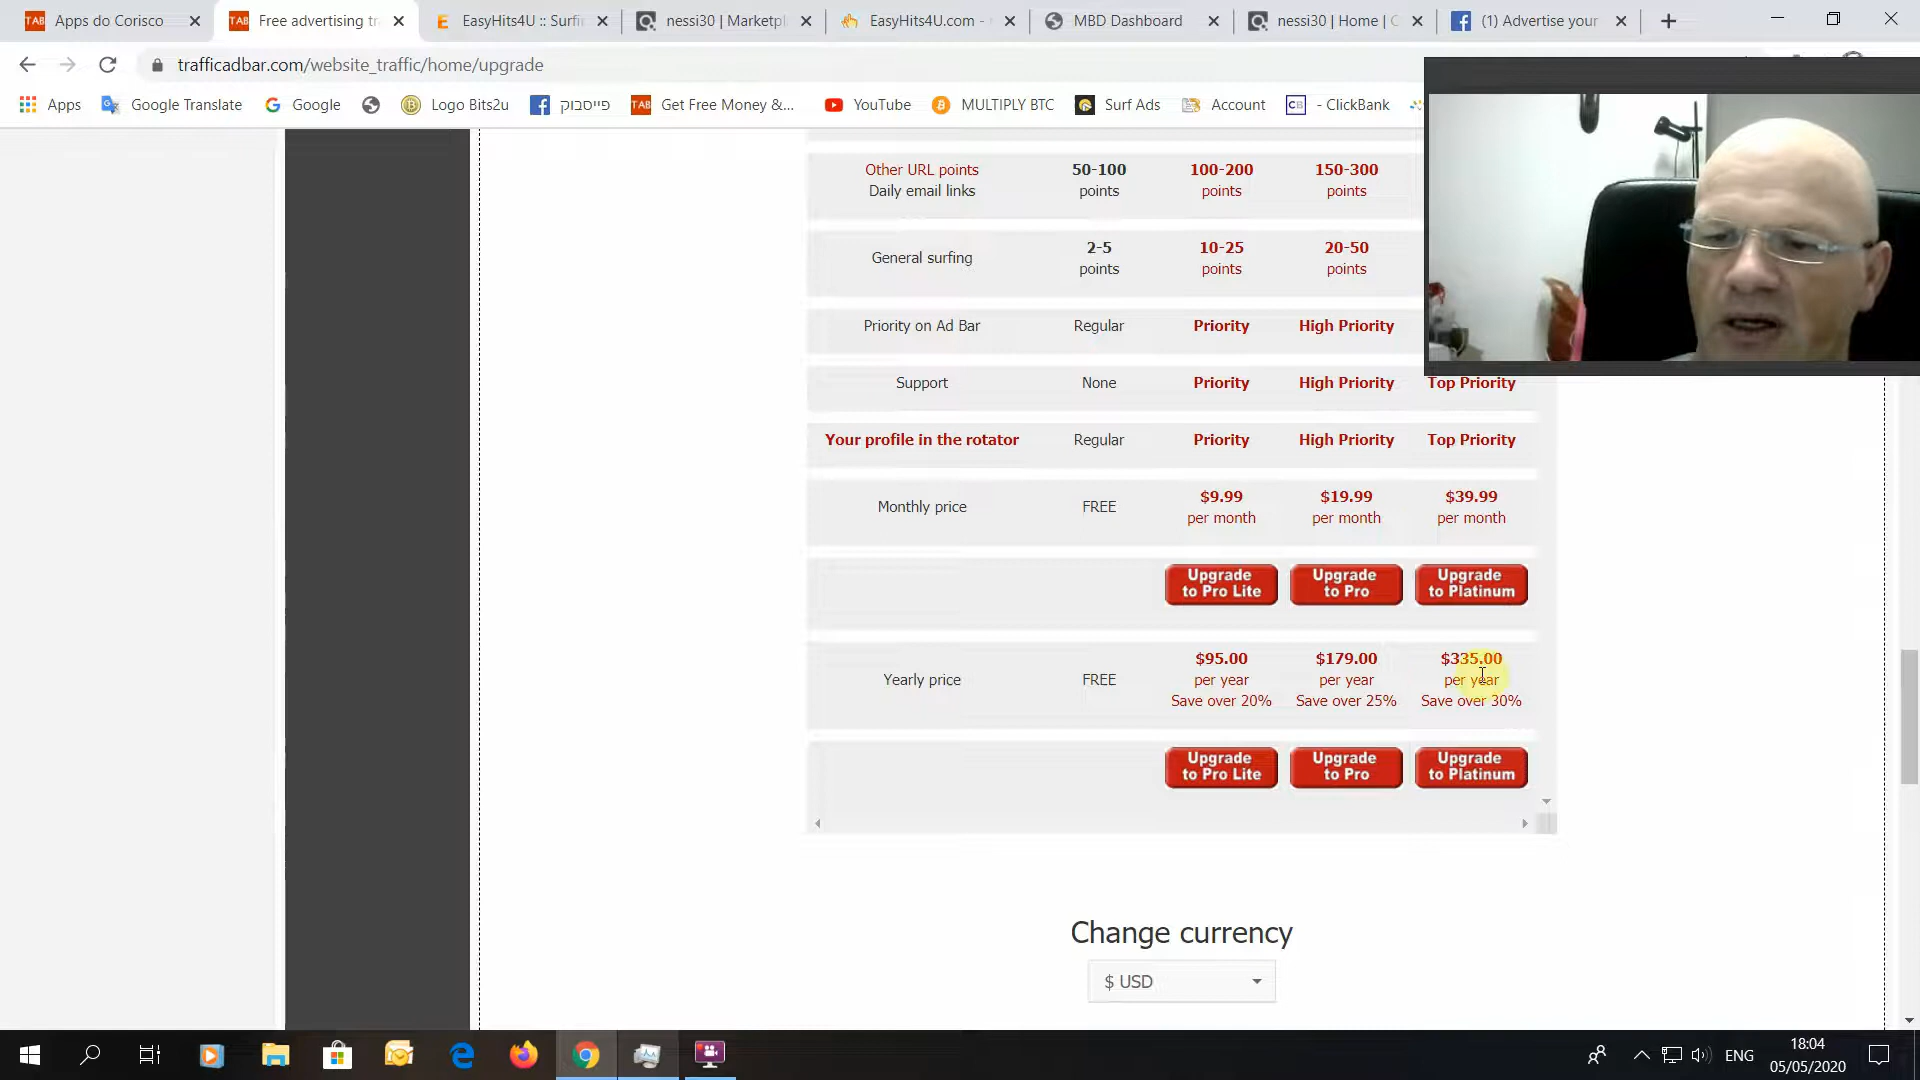 Apps do Corisco
Free advertising tr
EasyHits4U :: Surfi
nessi30 | Marketpl
EasyHits4U.com -
MBD Dashboard
nessi30 | Home | C
(1) Advertise your
trafficadbar.com/website_traffic/home/upgrade
Apps
Google Translate
Google
Logo Bits2u
פייסבוק
TAB
Get Free Money &...
YouTube
MULTIPLY BTC
Surf Ads
Account
CB
- ClickBank
Other URL points 50-100 100-200 150-300
Daily email links points points points
General surfing 2-5 10-25 20-50
points points points
Priority on Ad Bar Regular Priority High Priority
Support None Priority High Priority Top Priority
Your profile in the rotator Regular Priority High Priority Top Priority
Monthly price FREE $9.99 $19.99 $39.99
per month per month per month
Upgrade Upgrade Upgrade
to Pro Lite to Pro to Platinum
Yearly price FREE $95.00 $179.00 $335.00
per year per year per year
Save over 20% Save over 25% Save over 30%
Upgrade Upgrade Upgrade
to Pro Lite to Pro to Platinum
Change currency
$ USD
ENG
18:04
05/05/2020